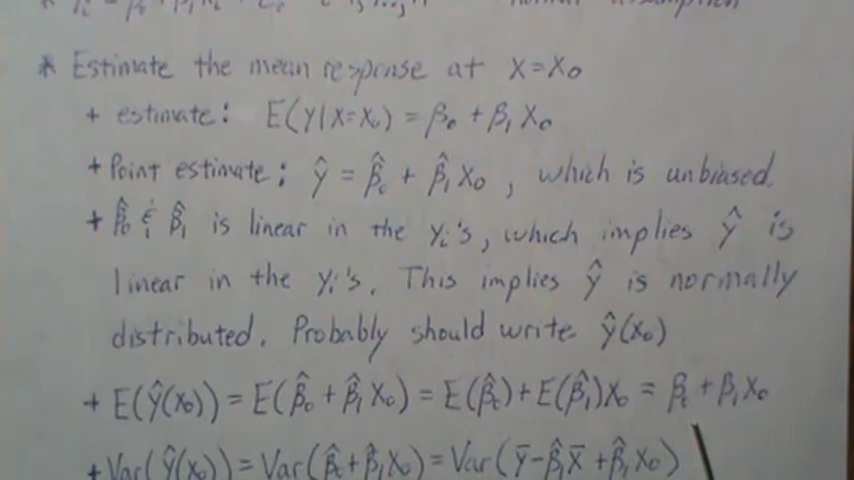 * Estimate the mean response at X=X₀
+ estimate: E(Y|X=X₀) = β₀ + β₁X₀
+ Point estimate: ŷ = β̂₀ + β̂₁X₀, which is unbiased.
+ β̂₀ & β̂₁ is linear in the Yᵢ's, which implies ŷ is
linear in the Yᵢ's. This implies ŷ is normally
distributed. Probably should write ŷ(X₀)
+ E(ŷ(X₀)) = E(β̂₀ + β̂₁X₀) = E(β̂₀) + E(β̂₁)X₀ = β₀ + β₁X₀
+ Var(ŷ(X₀)) = Var(β̂₀ + β̂₁X₀) = Var(ȳ - β̂₁x̄ + β̂₁X₀)